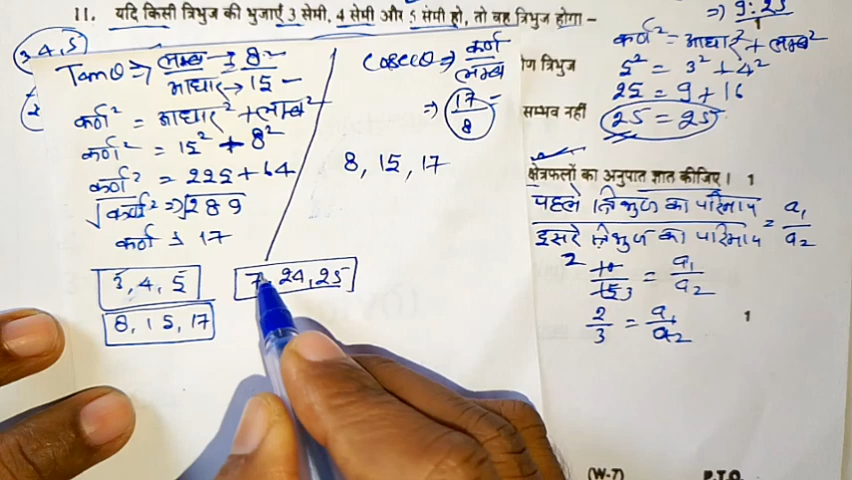 11. यदि किसी त्रिभुज की भुजाएँ 3 सेमी, 4 सेमी और 5 सेमी हो, तो वह त्रिभुज होगा –
3,4,5
Tanθ => लम्ब → 8
आधार → 15
कर्ण² = आधार² + लम्ब²
कर्ण² = 15² + 8²
कर्ण² = 225 + 64
√कर्ण² => √289
कर्ण = 17
3, 4, 5
7, 24, 25
8, 15, 17
Cosecθ => कर्ण
लम्ब
=> 17
8
8, 15, 17
त्रिभुज
सम्भव नहीं
=> 9:25
1
कर्ण² = आधार² + लम्ब²
5² = 3² + 4²
25 = 9 + 16
25 = 25
क्षेत्रफलों का अनुपात ज्ञात कीजिए। 1
पहले त्रिभुज का परिमाप = a₁
दूसरे त्रिभुज का परिमाप a₂
2 10 = a₁
15 3 a₂
2 = a₁
3 a₂
1
(W-7) P.T.O.